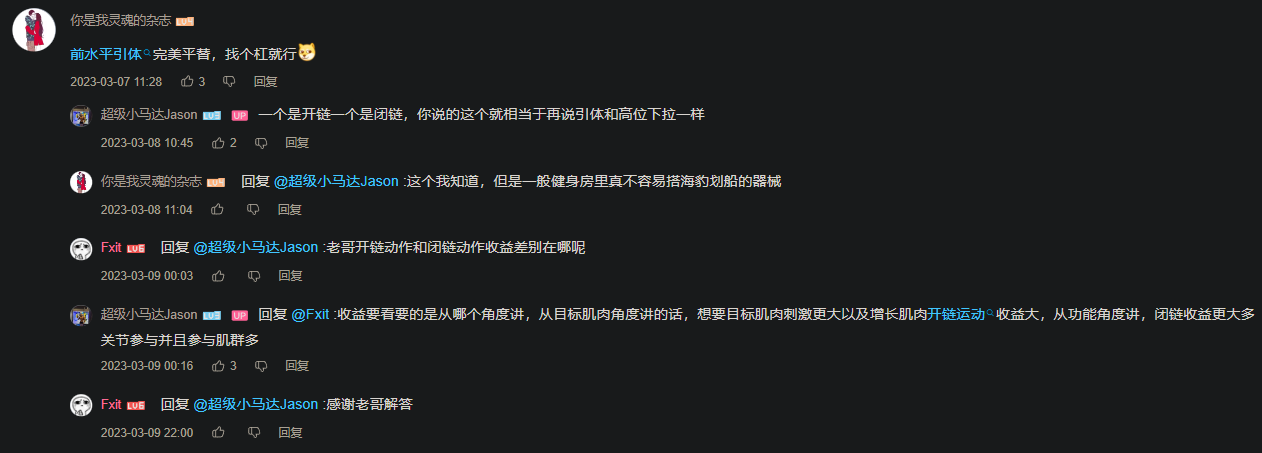 你是我灵魂的杂志 LV5
前水平引体 完美平替，找个杠就行
2023-03-07 11:28 3 回复
超级小马达Jason LV3 UP 一个是开链一个是闭链，你说的这个就相当于再说引体和高位下拉一样
2023-03-08 10:45 2 回复
你是我灵魂的杂志 LV5 回复 @超级小马达Jason :这个我知道，但是一般健身房里真不容易搭海豹划船的器械
2023-03-08 11:04 回复
Fxit LV6 回复 @超级小马达Jason :老哥开链动作和闭链动作收益差别在哪呢
2023-03-09 00:03 回复
超级小马达Jason LV3 UP 回复 @Fxit :收益要看要的是从哪个角度讲，从目标肌肉角度讲的话，想要目标肌肉刺激更大以及增长肌肉开链运动 收益大，从功能角度讲，闭链收益更大多
关节参与并且参与肌群多
2023-03-09 00:16 3 回复
Fxit LV6 回复 @超级小马达Jason :感谢老哥解答
2023-03-09 22:00 回复